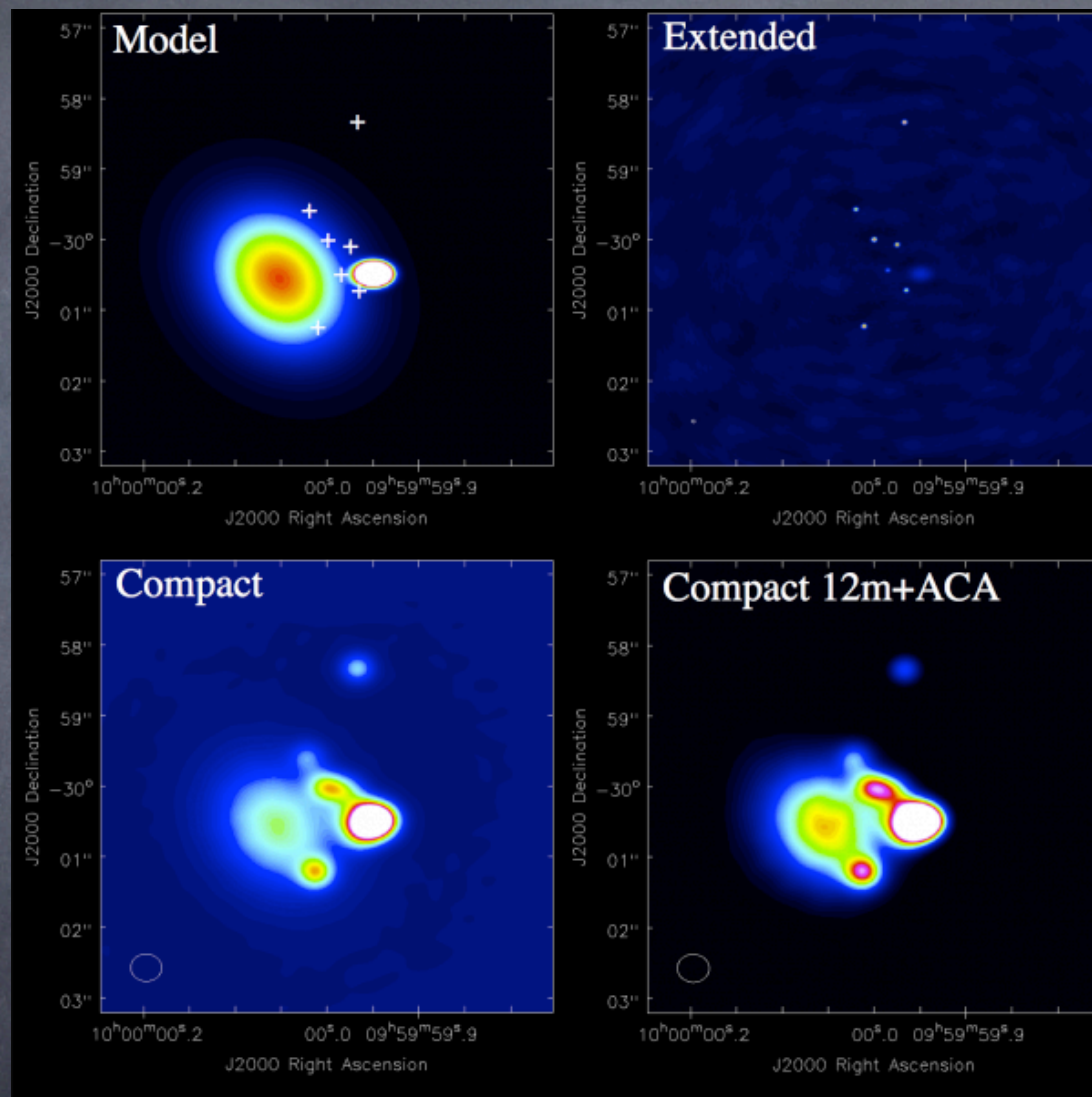 Model
57"
58"
59"
−30°
01"
02"
03"
J2000 Declination
10ʰ00ᵐ00ˢ.2 00ˢ.0 09ʰ59ᵐ59ˢ.9
J2000 Right Ascension
Extended
57"
58"
59"
−30°
01"
02"
03"
J2000 Declination
10ʰ00ᵐ00ˢ.2 00ˢ.0 09ʰ59ᵐ59ˢ.9
J2000 Right Ascension
Compact
57"
58"
59"
−30°
01"
02"
03"
J2000 Declination
10ʰ00ᵐ00ˢ.2 00ˢ.0 09ʰ59ᵐ59ˢ.9
J2000 Right Ascension
Compact 12m+ACA
57"
58"
59"
−30°
01"
02"
03"
J2000 Declination
10ʰ00ᵐ00ˢ.2 00ˢ.0 09ʰ59ᵐ59ˢ.9
J2000 Right Ascension